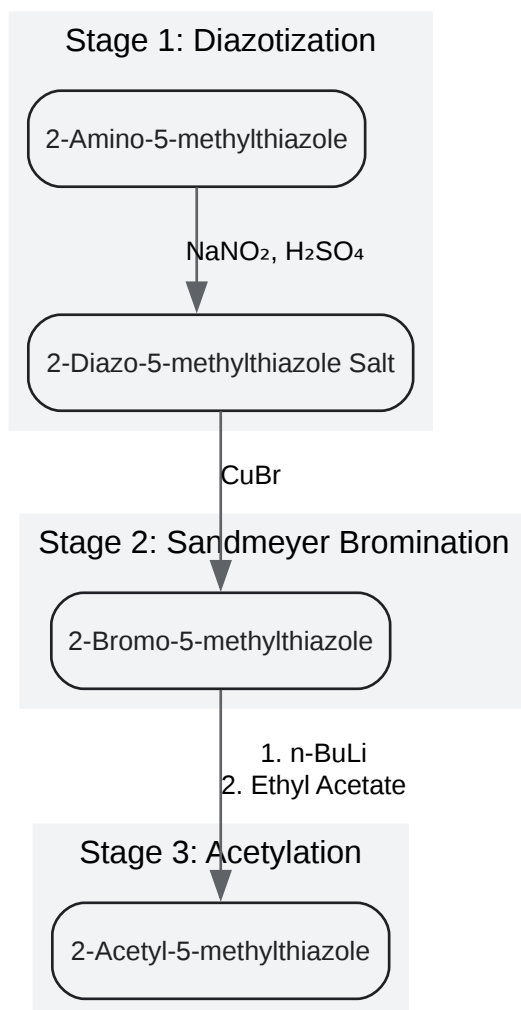 Stage 1: Diazotization
2-Amino-5-methylthiazole
NaNO₂, H₂SO₄
2-Diazo-5-methylthiazole Salt
CuBr
Stage 2: Sandmeyer Bromination
2-Bromo-5-methylthiazole
1. n-BuLi
2. Ethyl Acetate
Stage 3: Acetylation
2-Acetyl-5-methylthiazole